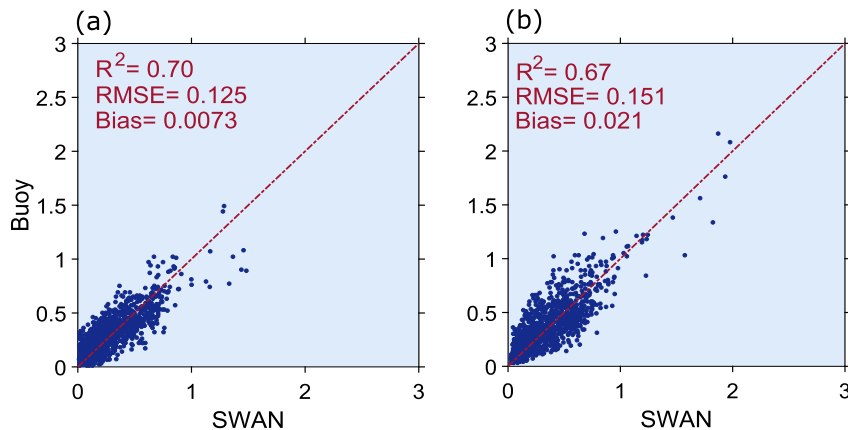 (a)
R²= 0.70
RMSE= 0.125
Bias= 0.0073
3
2.5
2
1.5
1
0.5
0
Buoy
0 1 2 3
SWAN
(b)
R²= 0.67
RMSE= 0.151
Bias= 0.021
3
2.5
2
1.5
1
0.5
0
0 1 2 3
SWAN